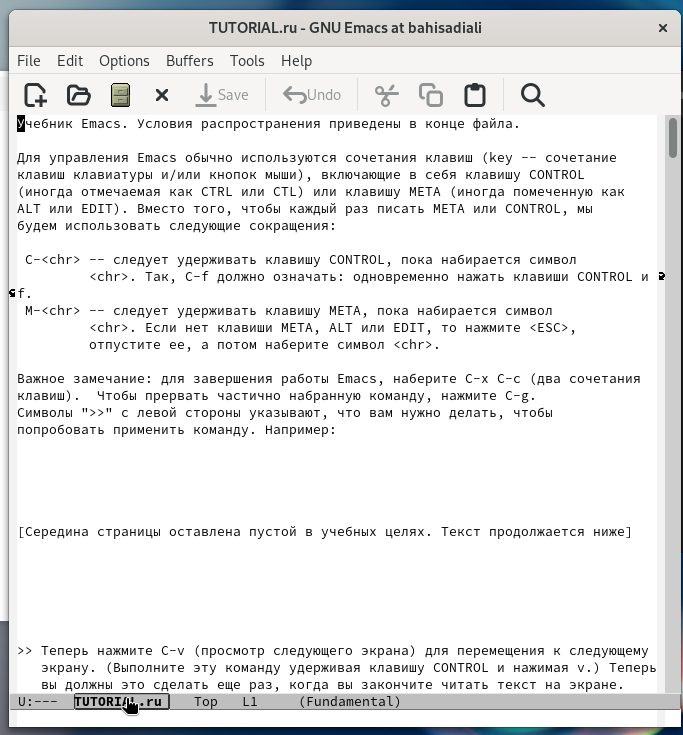 TUTORIAL.ru - GNU Emacs at bahisadiali
File Edit Options Buffers Tools Help
Save Undo
Учебник Emacs. Условия распространения приведены в конце файла.
Для управления Emacs обычно используются сочетания клавиш (key -- сочетание
клавиш клавиатуры и/или кнопок мыши), включающие в себя клавишу CONTROL
(иногда отмечаемая как CTRL или CTL) или клавишу META (иногда помеченную как
ALT или EDIT). Вместо того, чтобы каждый раз писать META или CONTROL, мы
будем использовать следующие сокращения:
C-<chr> -- следует удерживать клавишу CONTROL, пока набирается символ
<chr>. Так, C-f должно означать: одновременно нажать клавиши CONTROL и
f.
M-<chr> -- следует удерживать клавишу META, пока набирается символ
<chr>. Если нет клавиши META, ALT или EDIT, то нажмите <ESC>,
отпустите ее, а потом наберите символ <chr>.
Важное замечание: для завершения работы Emacs, наберите C-x C-c (два сочетания
клавиш).  Чтобы прервать частично набранную команду, нажмите C-g.
Символы ">>" с левой стороны указывают, что вам нужно делать, чтобы
попробовать применить команду. Например:
[Середина страницы оставлена пустой в учебных целях. Текст продолжается ниже]
>> Теперь нажмите C-v (просмотр следующего экрана) для перемещения к следующему
экрану. (Выполните эту команду удерживая клавишу CONTROL и нажимая v.) Теперь
вы должны это сделать еще раз, когда вы закончите читать текст на экране.
U:--- TUTORIAL.ru Top L1 (Fundamental)